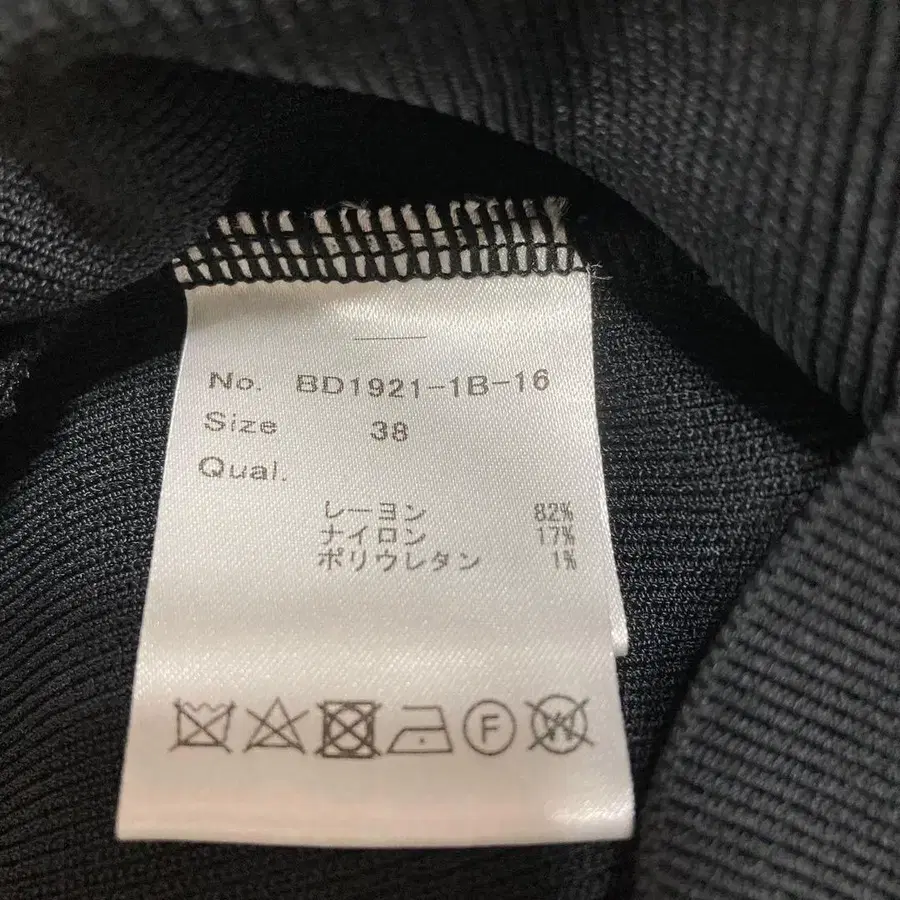 No. BD1921-1B-16
Size 38
Qual.
レーヨン 82%
ナイロン 17%
ポリウレタン 1%
F W